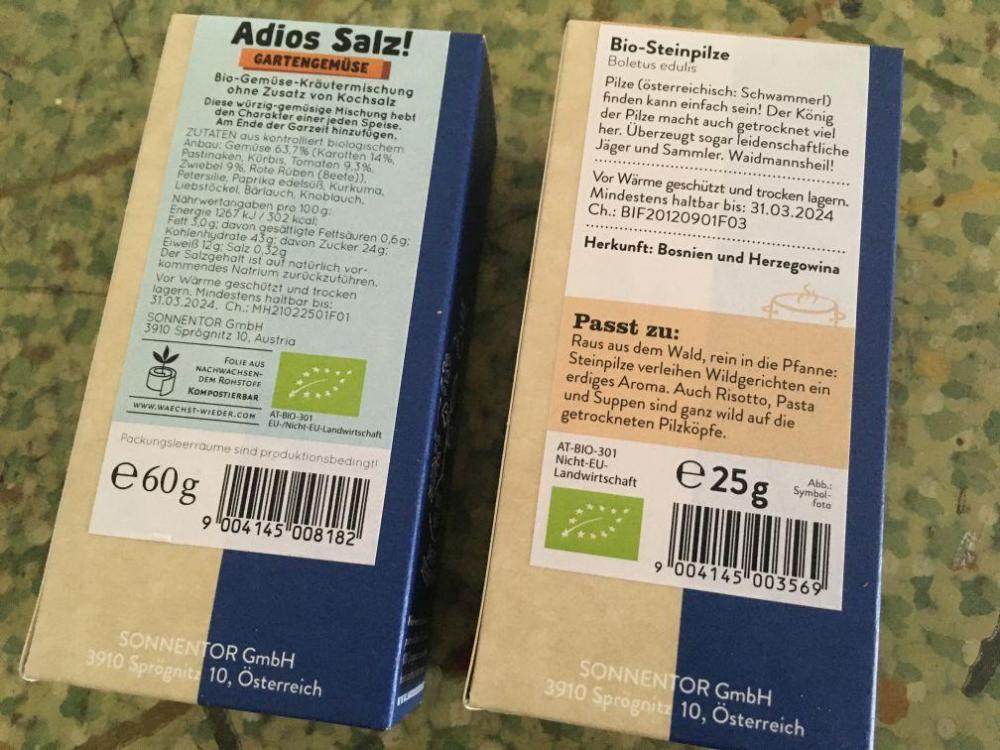 Adios Salz!
GARTENGEMÜSE
Bio-Gemüse-Kräutermischung
ohne Zusatz von Kochsalz
Diese würzig-gemüsige Mischung hebt
den Charakter einer jeden Speise.
Am Ende der Garzeit hinzufügen.
ZUTATEN aus kontrolliert biologischem
Anbau: Gemüse 63,7% (Karotten 14%,
Pastinaken, Kürbis, Tomaten 9,3%,
Zwiebel 9%, Rote Rüben (Beete)),
Petersilie, Paprika edelsüß, Kurkuma,
Liebstöckel, Bärlauch, Knoblauch.
Nährwertangaben pro 100g:
Energie 1267 kJ / 302 kcal;
Fett 3,0g; davon gesättigte Fettsäuren 0,6g;
Kohlenhydrate 43g; davon Zucker 24g;
Eiweiß 12g; Salz 0,32g
Der Salzgehalt ist auf natürlich vor-
kommendes Natrium zurückzuführen.
Vor Wärme geschützt und trocken
lagern. Mindestens haltbar bis:
31.03.2024. Ch.: MH21022501F01
SONNENTOR GmbH
3910 Sprögnitz 10, Austria
FOLIE AUS
NACHWACHSEN-
DEM ROHSTOFF
KOMPOSTIERBAR
WWW.WAECHST-WIEDER.COM
AT-BIO-301
EU-/Nicht-EU-Landwirtschaft
Packungsleerräume sind produktionsbedingt!
e 60g
9 004145 008182
SONNENTOR GmbH
3910 Sprögnitz 10, Österreich
Bio-Steinpilze
Boletus edulis
Pilze (österreichisch: Schwammerl)
finden kann einfach sein! Der König
der Pilze macht auch getrocknet viel
her. Überzeugt sogar leidenschaftliche
Jäger und Sammler. Waidmannsheil!
Vor Wärme geschützt und trocken lagern.
Mindestens haltbar bis: 31.03.2024
Ch.: BIF20120901F03
Herkunft: Bosnien und Herzegowina
Passt zu:
Raus aus dem Wald, rein in die Pfanne:
Steinpilze verleihen Wildgerichten ein
erdiges Aroma. Auch Risotto, Pasta
und Suppen sind ganz wild auf die
getrockneten Pilzköpfe.
AT-BIO-301
Nicht-EU-
Landwirtschaft
e 25g
Abb.:
Symbol-
foto
9 004145 003569
SONNENTOR GmbH
3910 Sprögnitz 10, Österreich